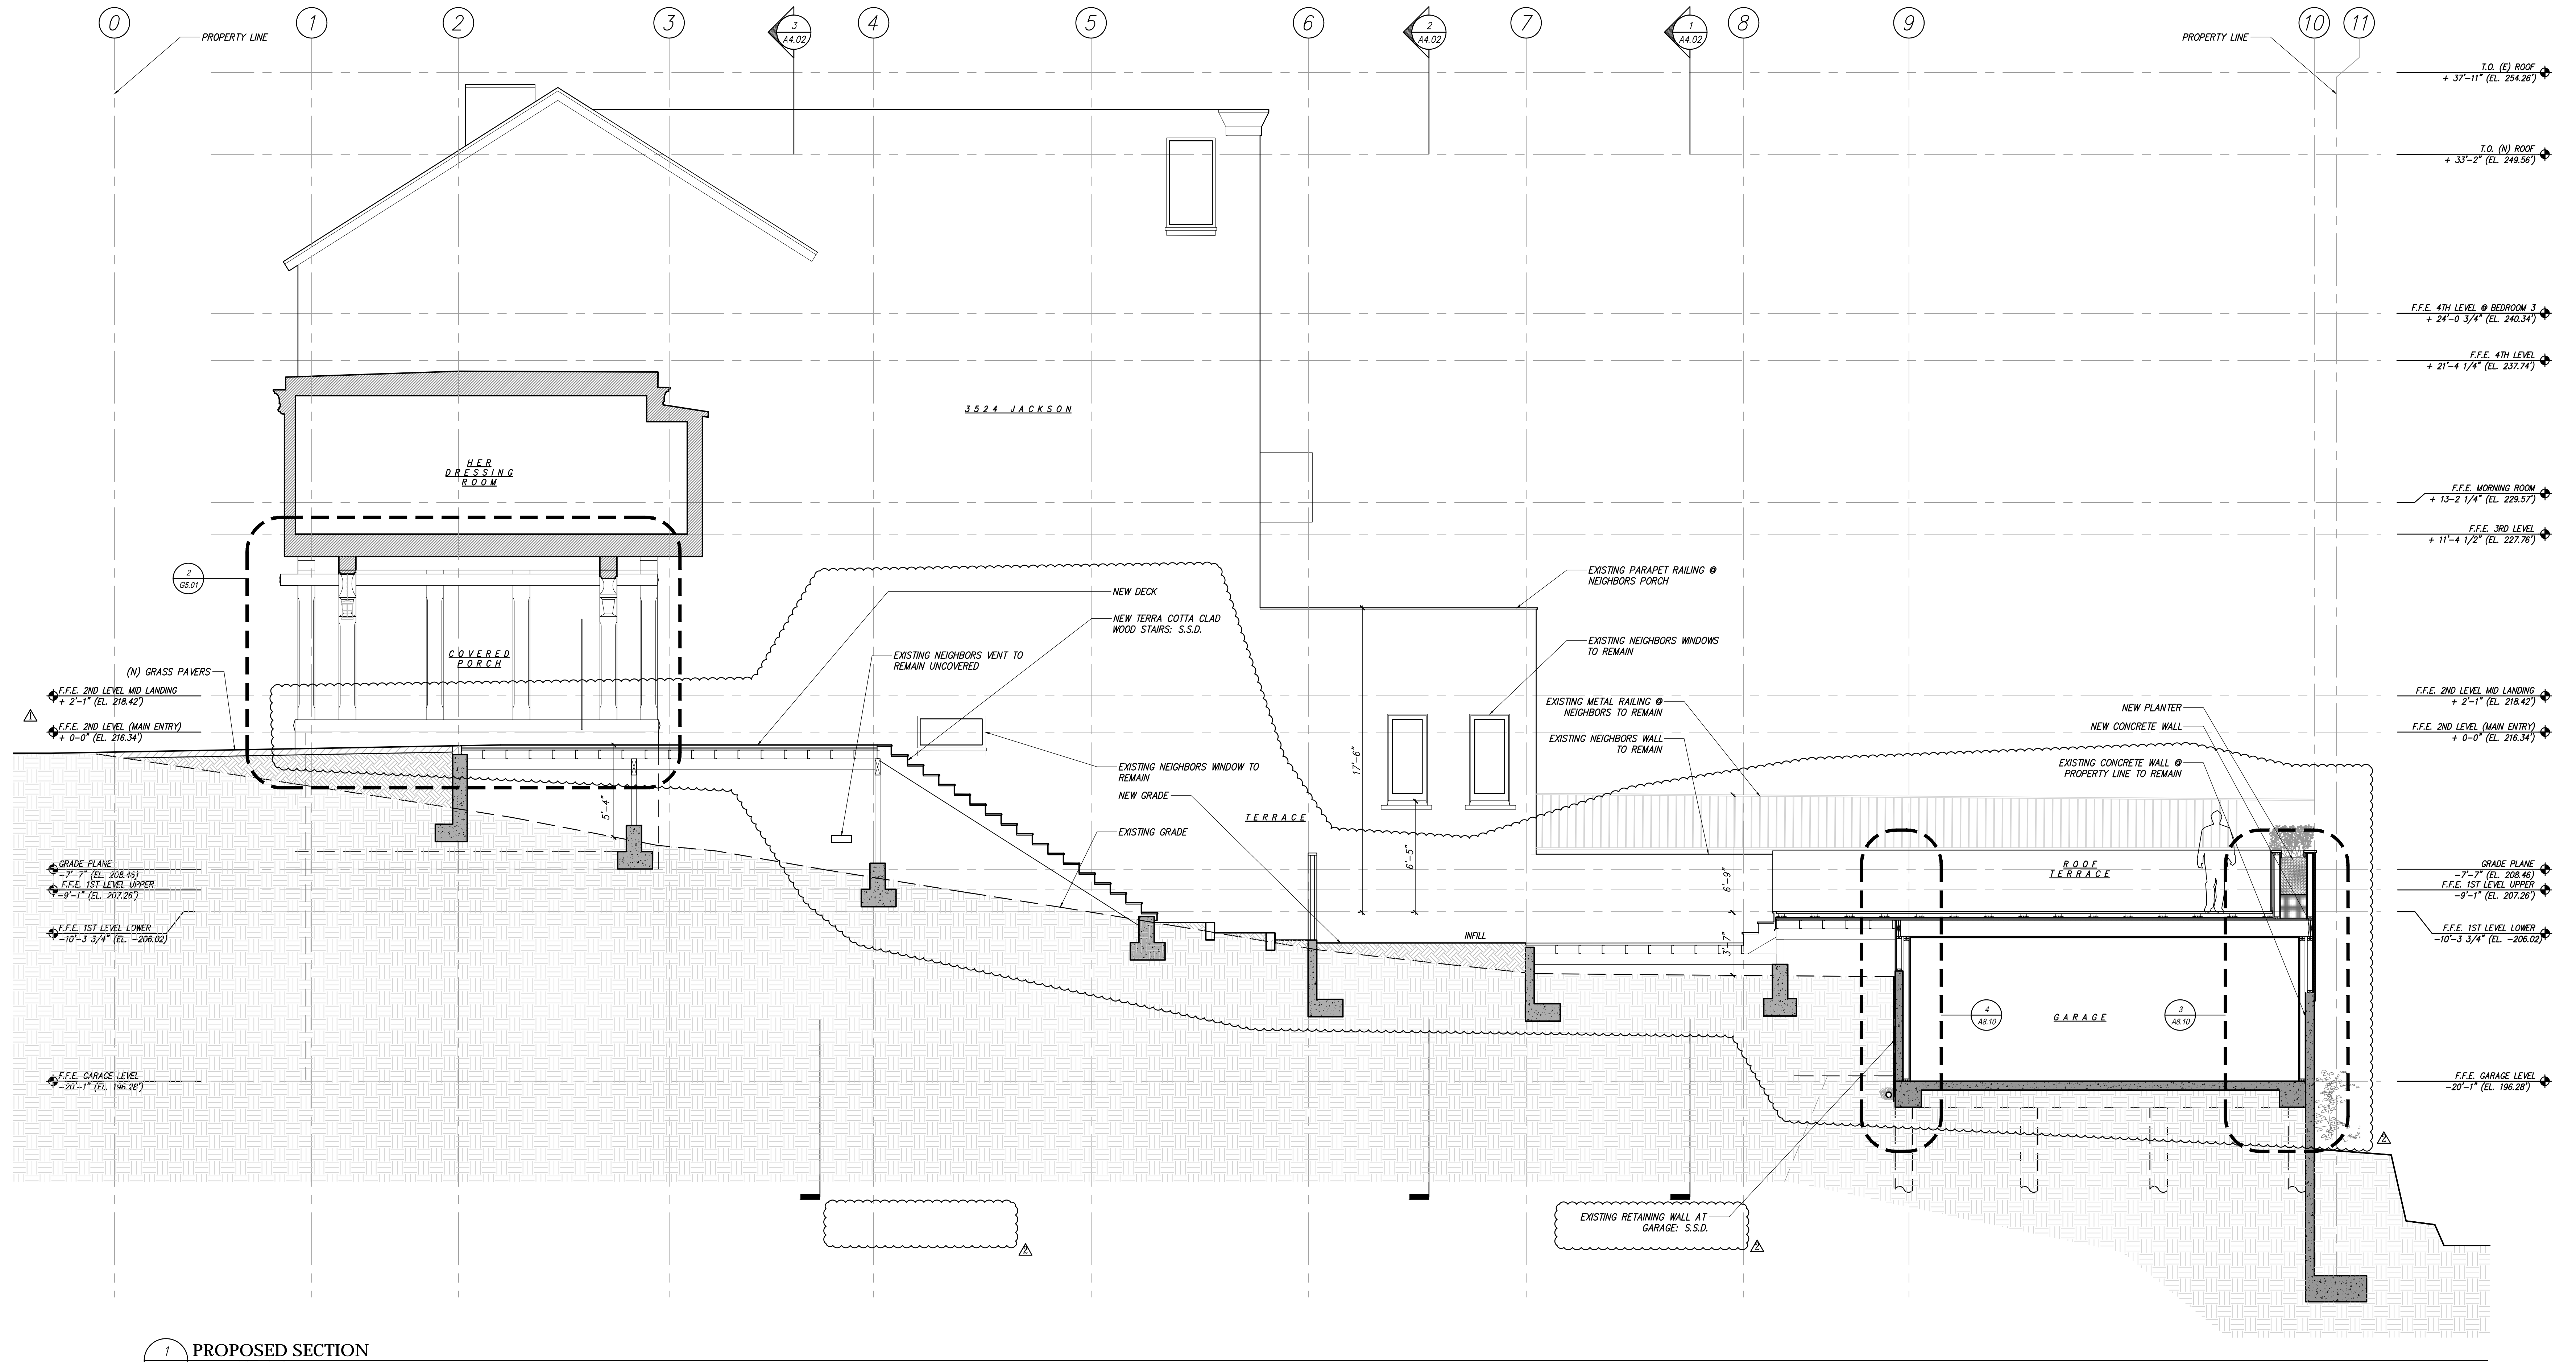 0
1
2
3
3
A4.02
4
5
6
2
A4.02
7
1
A4.02
8
9
10
11
PROPERTY LINE
PROPERTY LINE
T.O. (E) ROOF
+ 37'-11" (EL. 254.26')
T.O. (N) ROOF
+ 33'-2" (EL. 249.56')
F.F.E. 4TH LEVEL @ BEDROOM 3
+ 24'-0 3/4" (EL. 240.34')
F.F.E. 4TH LEVEL
+ 21'-4 1/4" (EL. 237.74')
3524 JACKSON
HER
DRESSING
ROOM
F.F.E. MORNING ROOM
+ 13-2 1/4" (EL. 229.57')
F.F.E. 3RD LEVEL
+ 11'-4 1/2" (EL. 227.76')
2
G5.01
EXISTING PARAPET RAILING @
NEIGHBORS PORCH
NEW DECK
NEW TERRA COTTA CLAD
WOOD STAIRS: S.S.D.
EXISTING NEIGHBORS WINDOWS
TO REMAIN
EXISTING NEIGHBORS VENT TO
REMAIN UNCOVERED
COVERED
PORCH
(N) GRASS PAVERS
F.F.E. 2ND LEVEL MID LANDING
+ 2'-1" (EL. 218.42')
1
F.F.E. 2ND LEVEL (MAIN ENTRY)
+ 0-0" (EL. 216.34')
F.F.E. 2ND LEVEL MID LANDING
+ 2'-1" (EL. 218.42')
F.F.E. 2ND LEVEL (MAIN ENTRY)
+ 0-0" (EL. 216.34')
EXISTING METAL RAILING @
NEIGHBORS TO REMAIN
EXISTING NEIGHBORS WALL
TO REMAIN
NEW PLANTER
NEW CONCRETE WALL
EXISTING CONCRETE WALL @
PROPERTY LINE TO REMAIN
EXISTING NEIGHBORS WINDOW TO
REMAIN
NEW GRADE
EXISTING GRADE
5'-4"
17'-6"
6'-5"
6'-9"
3'-7"
TERRACE
INFILL
ROOF
TERRACE
GRADE PLANE
-7'-7" (EL. 208.46)
F.F.E. 1ST LEVEL UPPER
-9'-1" (EL. 207.26')
F.F.E. 1ST LEVEL LOWER
-10'-3 3/4" (EL. -206.02)
GRADE PLANE
-7'-7" (EL. 208.46)
F.F.E. 1ST LEVEL UPPER
-9'-1" (EL. 207.26')
F.F.E. 1ST LEVEL LOWER
-10'-3 3/4" (EL. -206.02)
4
A8.10
GARAGE
3
A8.10
F.F.E. GARAGE LEVEL
-20'-1" (EL. 196.28')
F.F.E. GARAGE LEVEL
-20'-1" (EL. 196.28')
2
EXISTING RETAINING WALL AT
GARAGE: S.S.D.
2
2
1
PROPOSED SECTION